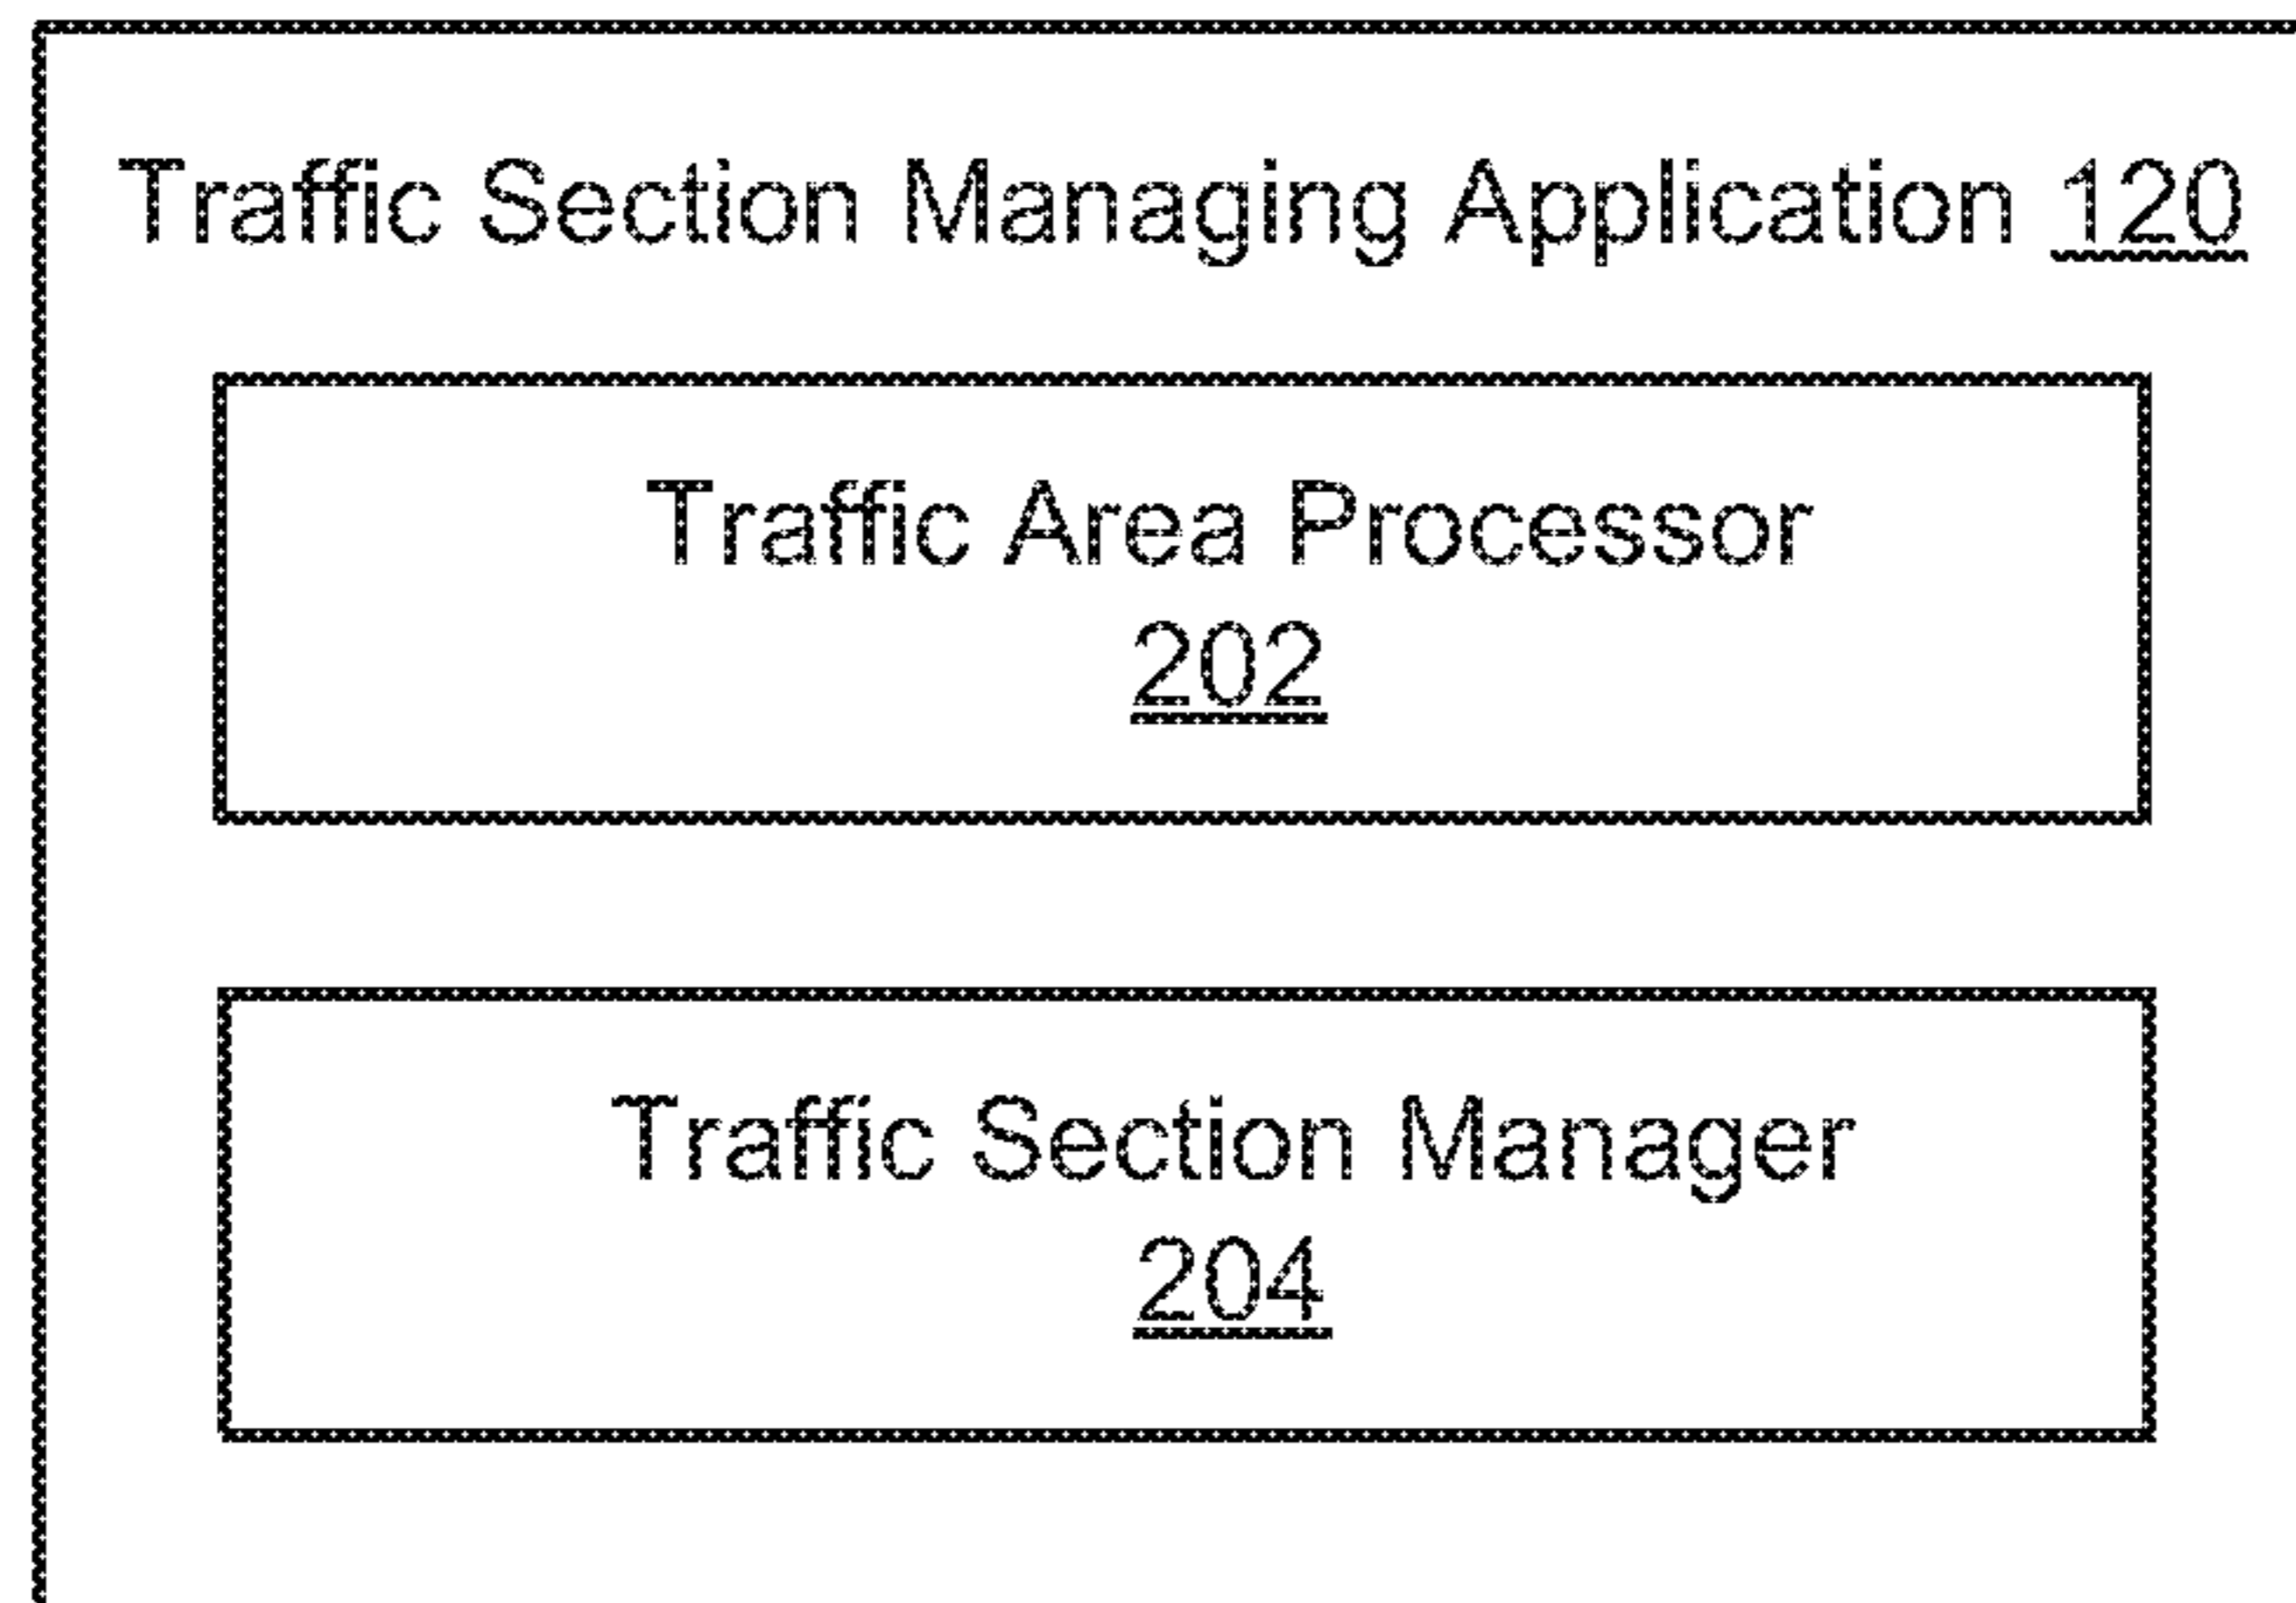 Traffic Section Managing Application 120
Traffic Area Processor
202
Traffic Section Manager
204